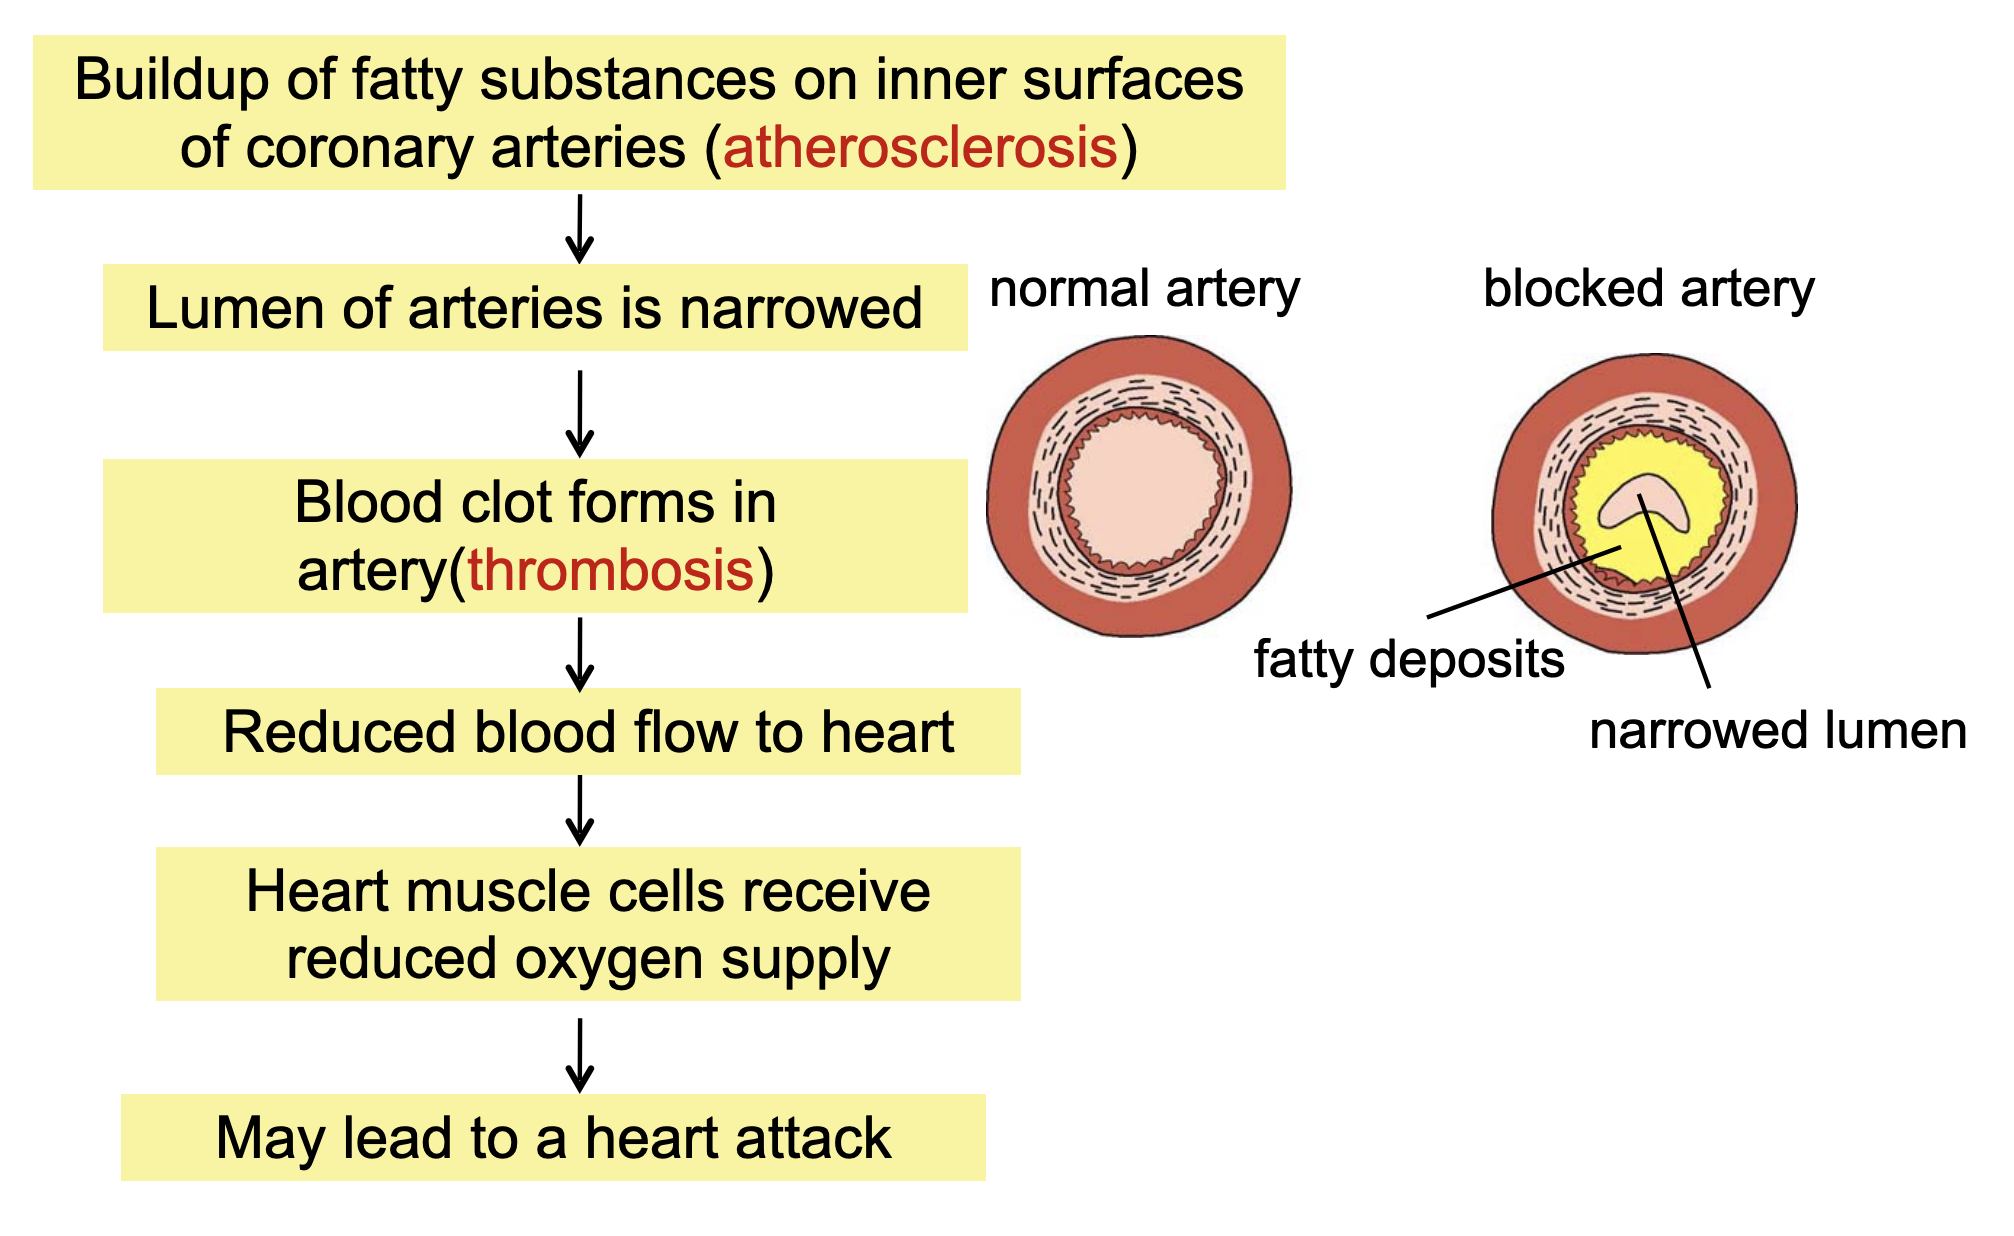 Buildup of fatty substances on inner surfaces
of coronary arteries (atherosclerosis)
Lumen of arteries is narrowed
Blood clot forms in
artery(thrombosis)
Reduced blood flow to heart
Heart muscle cells receive
reduced oxygen supply
May lead to a heart attack
normal artery
blocked artery
fatty deposits
narrowed lumen